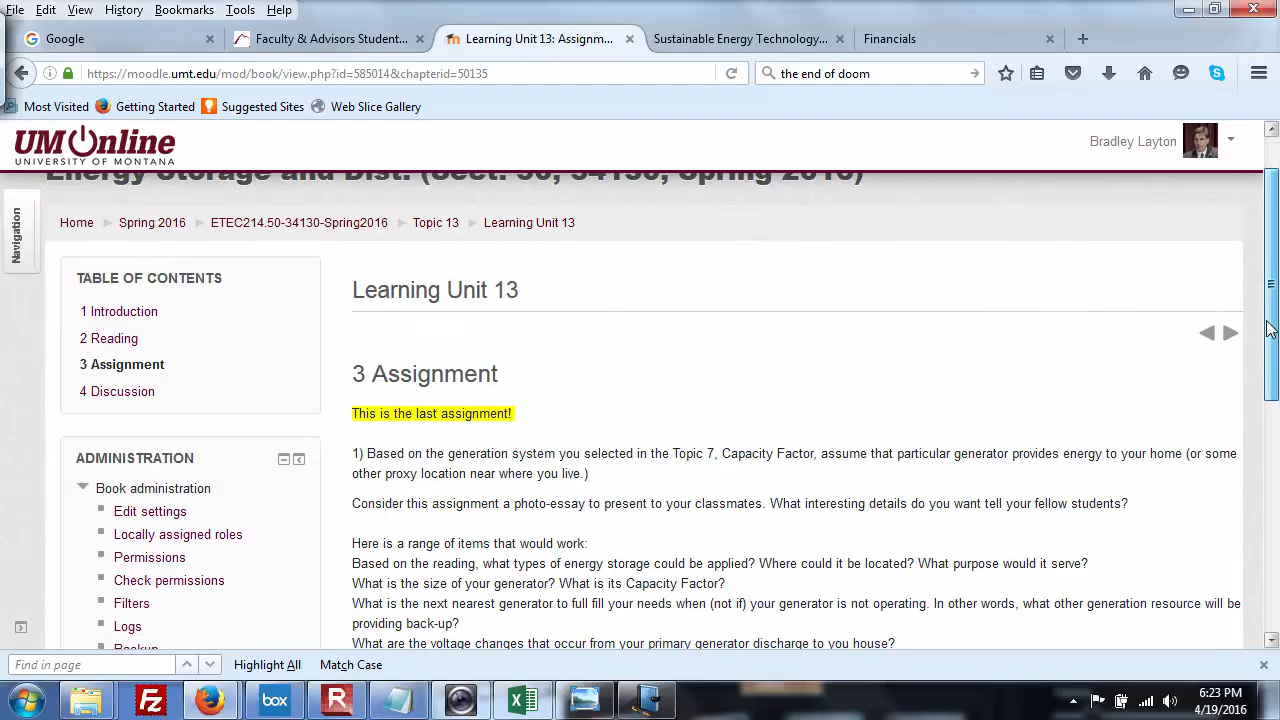 File Edit View History Bookmarks Tools Help
Google
Faculty & Advisors Student...
Learning Unit 13: Assignm...
Sustainable Energy Technology...
Financials
https://moodle.umt.edu/mod/book/view.php?id=585014&chapterid=50135
the end of doom
Most Visited Getting Started Suggested Sites Web Slice Gallery
UM Online
UNIVERSITY OF MONTANA
Bradley Layton
Energy Storage and Dist. (Sect. 50, 34130, Spring 2016)
Navigation
Home Spring 2016 ETEC214.50-34130-Spring2016 Topic 13 Learning Unit 13
TABLE OF CONTENTS
1 Introduction
2 Reading
3 Assignment
4 Discussion
ADMINISTRATION
Book administration
Edit settings
Locally assigned roles
Permissions
Check permissions
Filters
Logs
Backup
Learning Unit 13
3 Assignment
This is the last assignment!
1) Based on the generation system you selected in the Topic 7, Capacity Factor, assume that particular generator provides energy to your home (or some
other proxy location near where you live.)
Consider this assignment a photo-essay to present to your classmates. What interesting details do you want tell your fellow students?
Here is a range of items that would work:
Based on the reading, what types of energy storage could be applied? Where could it be located? What purpose would it serve?
What is the size of your generator? What is its Capacity Factor?
What is the next nearest generator to full fill your needs when (not if) your generator is not operating. In other words, what other generation resource will be
providing back-up?
What are the voltage changes that occur from your primary generator discharge to you house?
Find in page
Highlight All Match Case
box
6:23 PM
4/19/2016